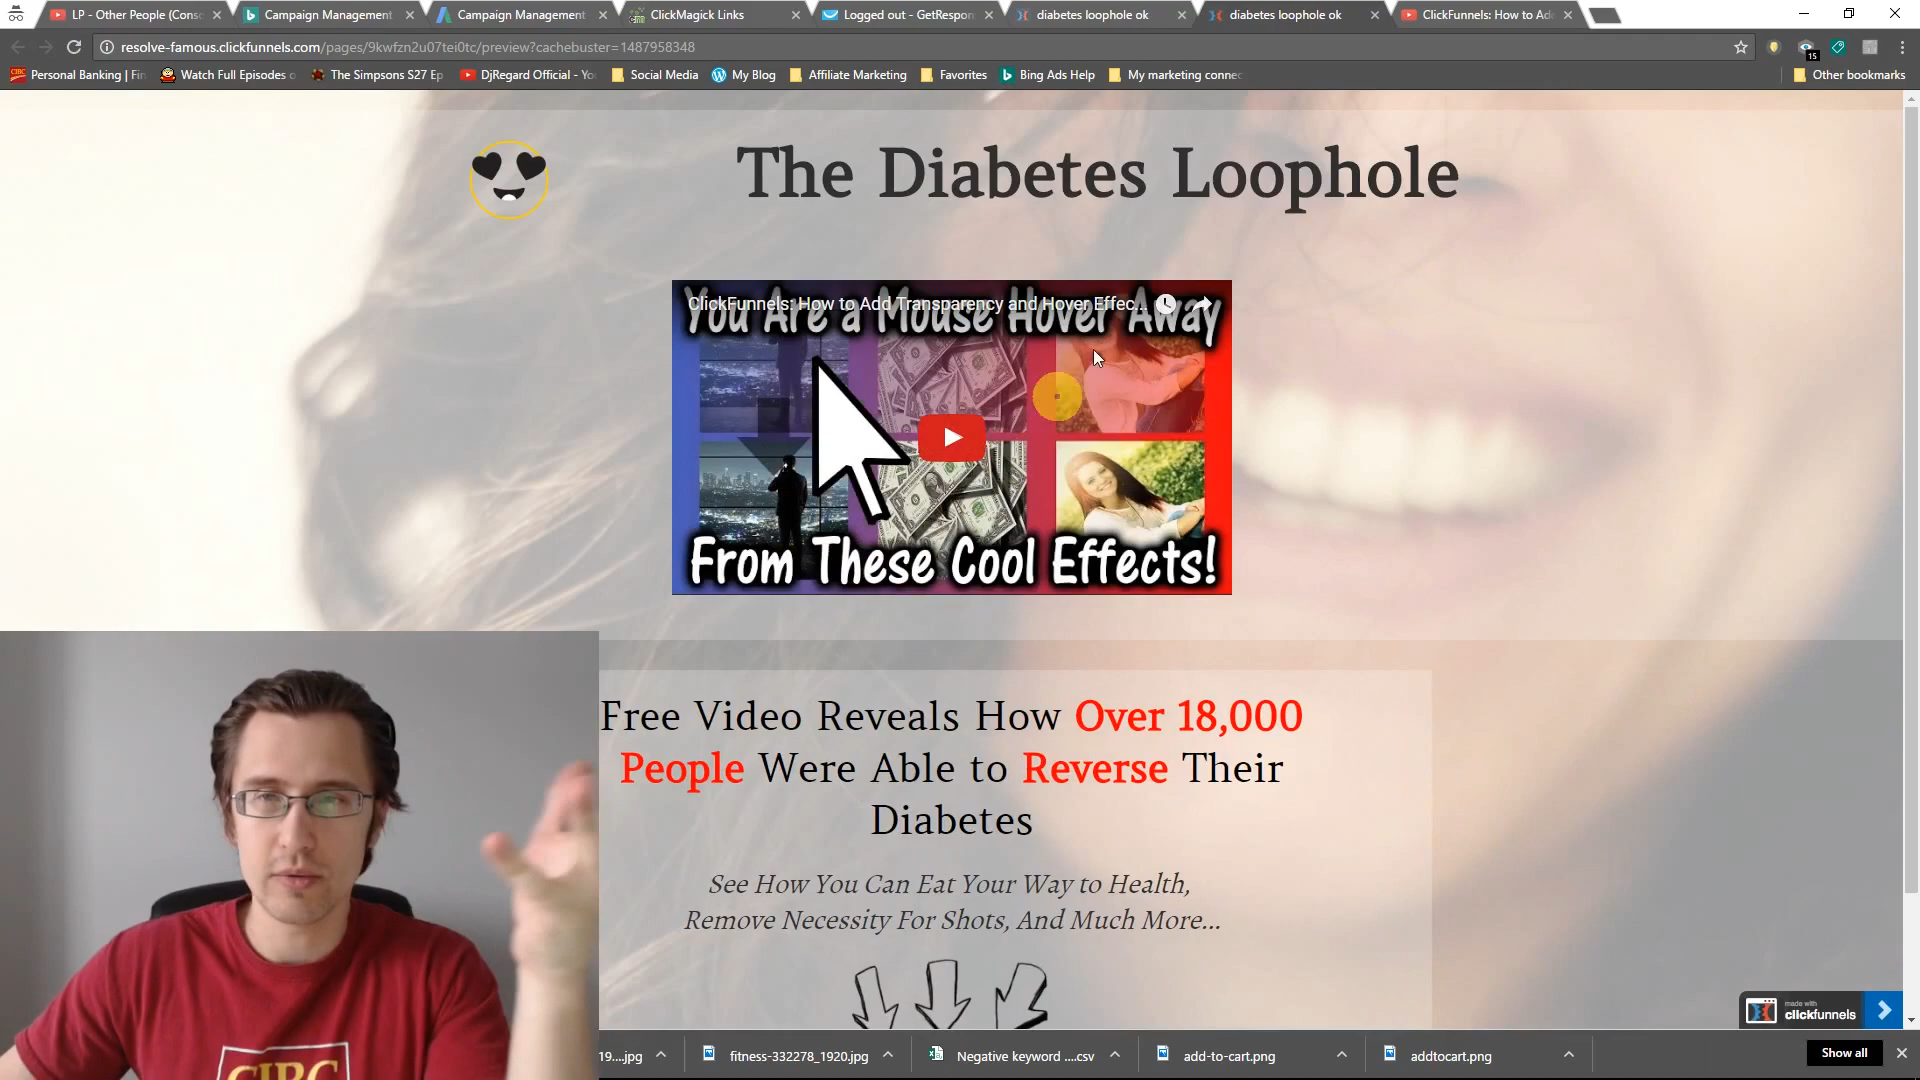 LP - Other People (Cons
Campaign Management
Campaign Management
ClickMagick Links
Logged out - GetRespon
diabetes loophole ok
diabetes loophole ok
ClickFunnels: How to Ad
resolve-famous.clickfunnels.com/pages/9kwfzn2u07tei0tc/preview?cachebuster=1487958348
15
CIBC Personal Banking | Fin
Watch Full Episodes o
The Simpsons S27 Ep
DjRegard Official - Yo
Social Media
My Blog
Affiliate Marketing
Favorites
Bing Ads Help
My marketing connec
Other bookmarks
The Diabetes Loophole
ClickFunnels: How to Add Transparency and Hover Effec...
You Are a Mouse Hover Away
From These Cool Effects!
Free Video Reveals How Over 18,000
People Were Able to Reverse Their
Diabetes
See How You Can Eat Your Way to Health,
Remove Necessity For Shots, And Much More...
made with
clickfunnels
CIBC
19....jpg
fitness-332278_1920.jpg
Negative keyword ....csv
add-to-cart.png
addtocart.png
Show all